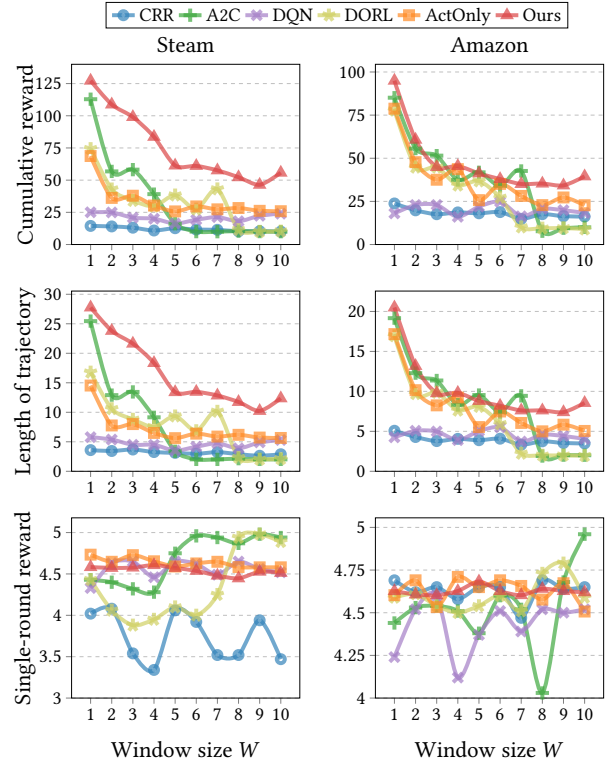 CRR A2C DQN DORL ActOnly Ours
Steam Amazon
Cumulative reward
125
100
75
50
25
0
1 2 3 4 5 6 7 8 9 10
100
75
50
25
0
1 2 3 4 5 6 7 8 9 10
Length of trajectory
30
25
20
15
10
5
0
1 2 3 4 5 6 7 8 9 10
20
15
10
5
0
1 2 3 4 5 6 7 8 9 10
Single-round reward
5
4.5
4
3.5
3
1 2 3 4 5 6 7 8 9 10
5
4.75
4.5
4.25
4
1 2 3 4 5 6 7 8 9 10
Window size W Window size W